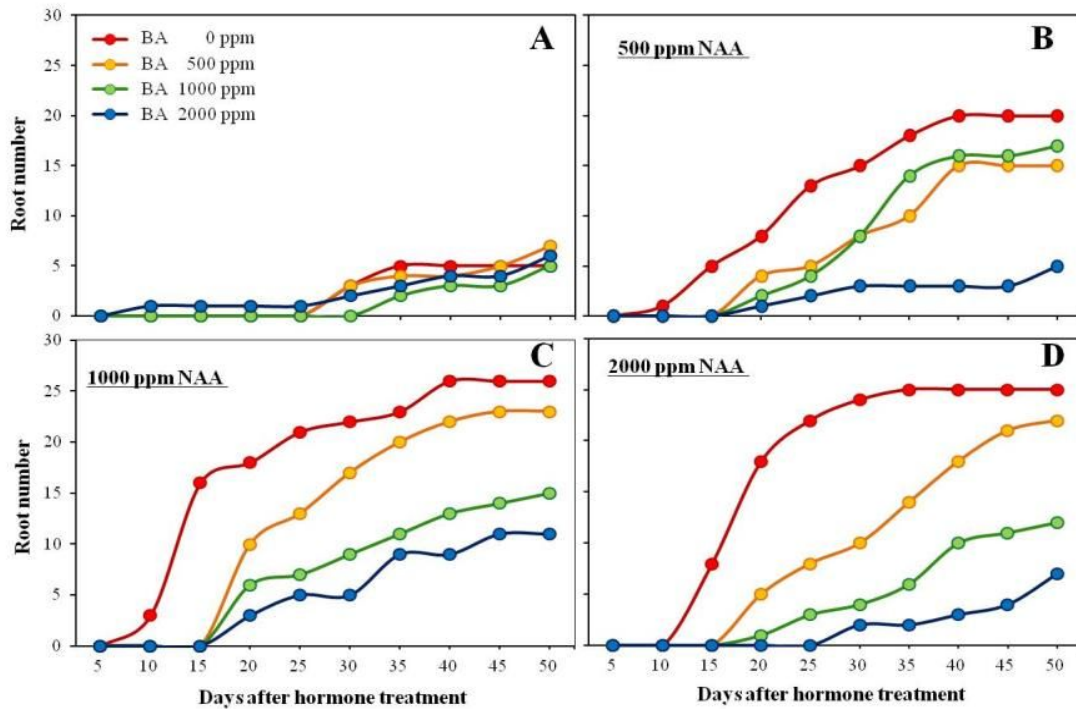 A
BA 0 ppm
BA 500 ppm
BA 1000 ppm
BA 2000 ppm
Root number
30
25
20
15
10
5
0
B
500 ppm NAA
C
1000 ppm NAA
Root number
30
25
20
15
10
5
0
5 10 15 20 25 30 35 40 45 50
Days after hormone treatment
D
2000 ppm NAA
5 10 15 20 25 30 35 40 45 50
Days after hormone treatment